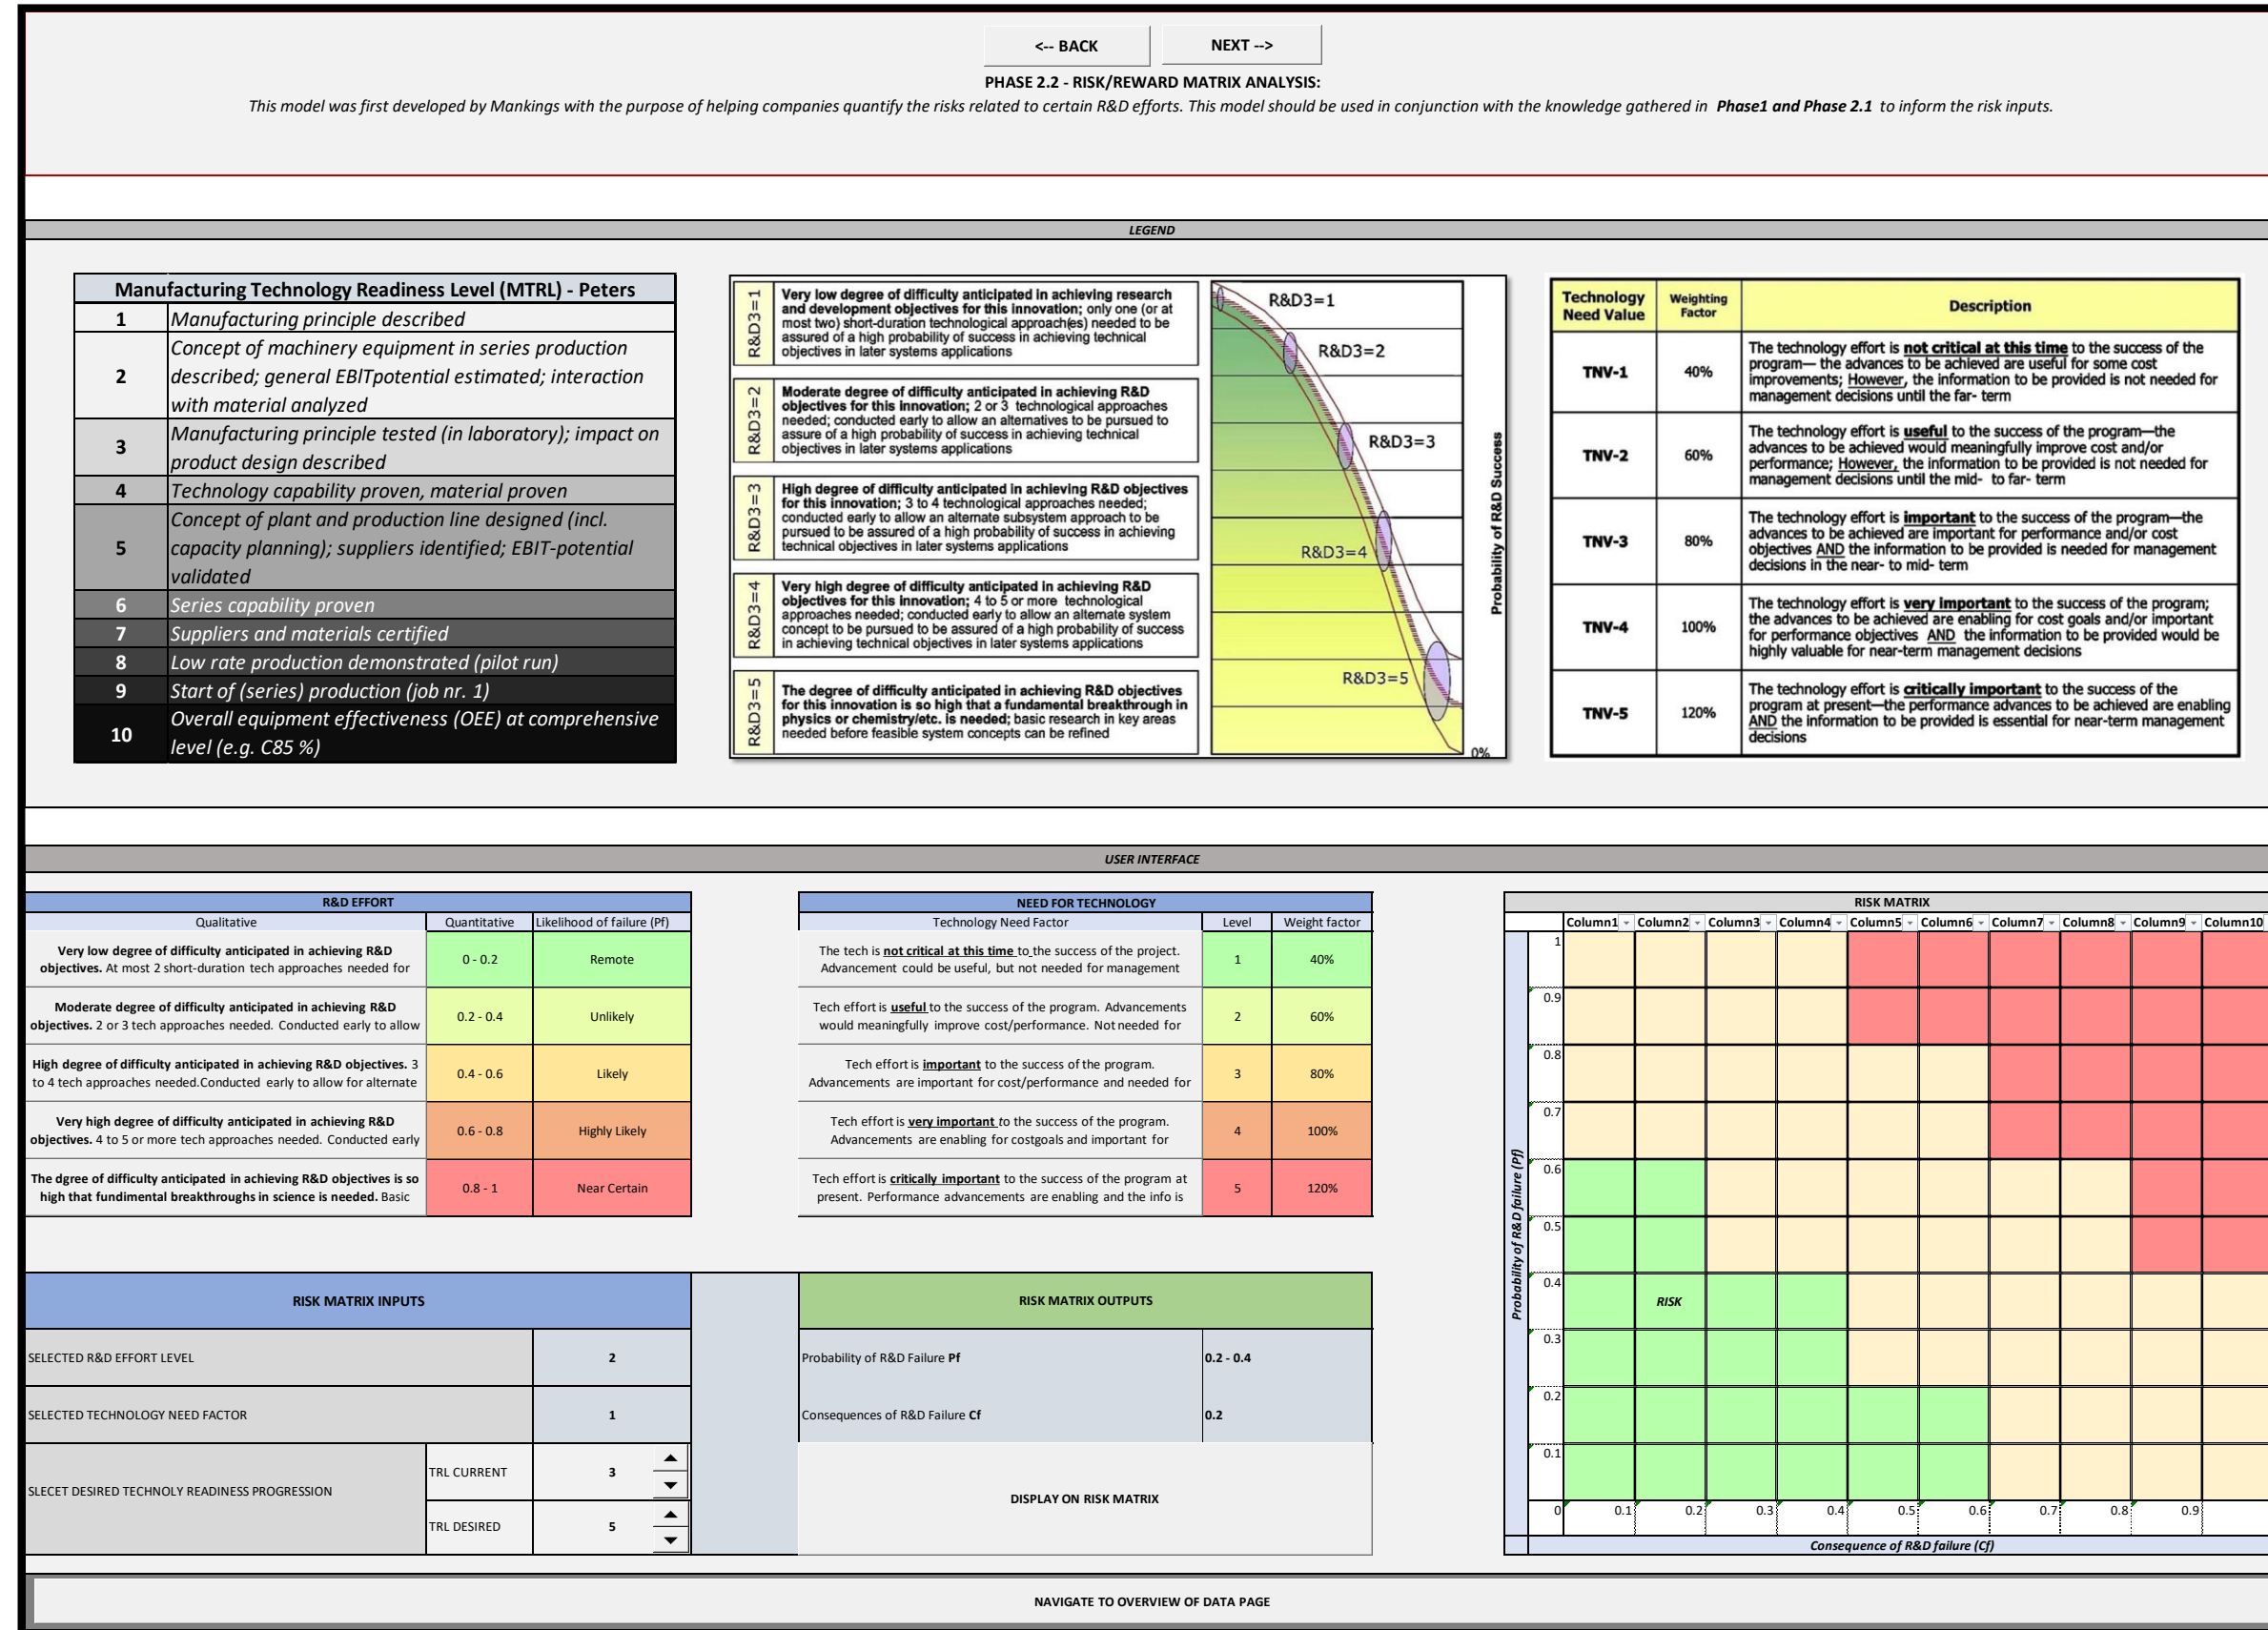 <-- BACK
NEXT -->
PHASE 2.2 - RISK/REWARD MATRIX ANALYSIS:
This model was first developed by Mankings with the purpose of helping companies quantify the risks related to certain R&D efforts. This model should be used in conjunction with the knowledge gathered in Phase1 and Phase 2.1 to inform the risk inputs.
LEGEND
Manufacturing Technology Readiness Level (MTRL) - Peters
1 Manufacturing principle described
Concept of machinery equipment in series production
2 described; general EBITpotential estimated; interaction
with material analyzed
3 Manufacturing principle tested (in laboratory); impact on
product design described
4 Technology capability proven, material proven
Concept of plant and production line designed (incl.
5 capacity planning); suppliers identified; EBIT-potential
validated
6 Series capability proven
7 Suppliers and materials certified
8 Low rate production demonstrated (pilot run)
9 Start of (series) production (job nr. 1)
10 Overall equipment effectiveness (OEE) at comprehensive
level (e.g. C85 %)
R&D3=1
Very low degree of difficulty anticipated in achieving research
and development objectives for this innovation; only one (or at
most two) short-duration technological approach(es) needed to be
assured of a high probability of success in achieving technical
objectives in later systems applications
R&D3=2
Moderate degree of difficulty anticipated in achieving R&D
objectives for this innovation; 2 or 3 technological approaches
needed; conducted early to allow an alternatives to be pursued to
assure of a high probability of success in achieving technical
objectives in later systems applications
R&D3=3
High degree of difficulty anticipated in achieving R&D objectives
for this innovation; 3 to 4 technological approaches needed;
conducted early to allow an alternate subsystem approach to be
pursued to be assured of a high probability of success in achieving
technical objectives in later systems applications
R&D3=4
Very high degree of difficulty anticipated in achieving R&D
objectives for this innovation; 4 to 5 or more technological
approaches needed; conducted early to allow an alternate system
concept to be pursued to be assured of a high probability of success
in achieving technical objectives in later systems applications
R&D3=5
The degree of difficulty anticipated in achieving R&D objectives
for this innovation is so high that a fundamental breakthrough in
physics or chemistry/etc. is needed; basic research in key areas
needed before feasible system concepts can be refined
R&D3=1
R&D3=2
R&D3=3
R&D3=4
R&D3=5
0%
Probability of R&D Success
Technology Need Value Weighting Factor Description
TNV-1 40%
The technology effort is not critical at this time to the success of the
program— the advances to be achieved are useful for some cost
improvements; However, the information to be provided is not needed for
management decisions until the far- term
TNV-2 60%
The technology effort is useful to the success of the program—the
advances to be achieved would meaningfully improve cost and/or
performance; However, the information to be provided is not needed for
management decisions until the mid- to far- term
TNV-3 80%
The technology effort is important to the success of the program—the
advances to be achieved are important for performance and/or cost
objectives AND the information to be provided is needed for management
decisions in the near- to mid- term
TNV-4 100%
The technology effort is very important to the success of the program;
the advances to be achieved are enabling for cost goals and/or important
for performance objectives AND the information to be provided would be
highly valuable for near-term management decisions
TNV-5 120%
The technology effort is critically important to the success of the
program at present—the performance advances to be achieved are enabling
AND the information to be provided is essential for near-term management
decisions
USER INTERFACE
R&D EFFORT
Qualitative Quantitative Likelihood of failure (Pf)
Very low degree of difficulty anticipated in achieving R&D
objectives. At most 2 short-duration tech approaches needed for
0 - 0.2 Remote
Moderate degree of difficulty anticipated in achieving R&D
objectives. 2 or 3 tech approaches needed. Conducted early to allow
0.2 - 0.4 Unlikely
High degree of difficulty anticipated in achieving R&D objectives. 3
to 4 tech approaches needed.Conducted early to allow for alternate
0.4 - 0.6 Likely
Very high degree of difficulty anticipated in achieving R&D
objectives. 4 to 5 or more tech approaches needed. Conducted early
0.6 - 0.8 Highly Likely
The dgree of difficulty anticipated in achieving R&D objectives is so
high that fundimental breakthroughs in science is needed. Basic
0.8 - 1 Near Certain
NEED FOR TECHNOLOGY
Technology Need Factor Level Weight factor
The tech is not critical at this time to the success of the project.
Advancement could be useful, but not needed for management
1 40%
Tech effort is useful to the success of the program. Advancements
would meaningfully improve cost/performance. Not needed for
2 60%
Tech effort is important to the success of the program.
Advancements are important for cost/performance and needed for
3 80%
Tech effort is very important to the success of the program.
Advancements are enabling for costgoals and important for
4 100%
Tech effort is critically important to the success of the program at
present. Performance advancements are enabling and the info is
5 120%
RISK MATRIX
Column1 Column2 Column3 Column4 Column5 Column6 Column7 Column8 Column9 Column10
Probability of R&D failure (Pf)
1
0.9
0.8
0.7
0.6
0.5
0.4
RISK
0.3
0.2
0.1
0 0.1 0.2 0.3 0.4 0.5 0.6 0.7 0.8 0.9
Consequence of R&D failure (Cf)
RISK MATRIX INPUTS
SELECTED R&D EFFORT LEVEL 2
SELECTED TECHNOLOGY NEED FACTOR 1
SLECET DESIRED TECHNOLY READINESS PROGRESSION
TRL CURRENT 3
TRL DESIRED 5
RISK MATRIX OUTPUTS
Probability of R&D Failure Pf 0.2 - 0.4
Consequences of R&D Failure Cf 0.2
DISPLAY ON RISK MATRIX
NAVIGATE TO OVERVIEW OF DATA PAGE